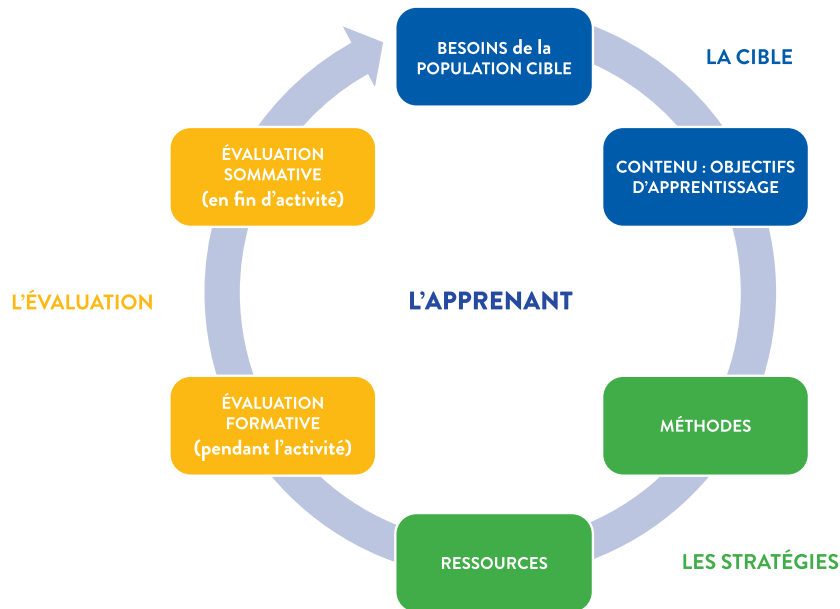 BESOINS de la
POPULATION CIBLE
LA CIBLE
CONTENU : OBJECTIFS
D'APPRENTISSAGE
MÉTHODES
LES STRATÉGIES
RESSOURCES
ÉVALUATION
FORMATIVE
(pendant l'activité)
L'ÉVALUATION
ÉVALUATION
SOMMATIVE
(en fin d'activité)
L'APPRENANT